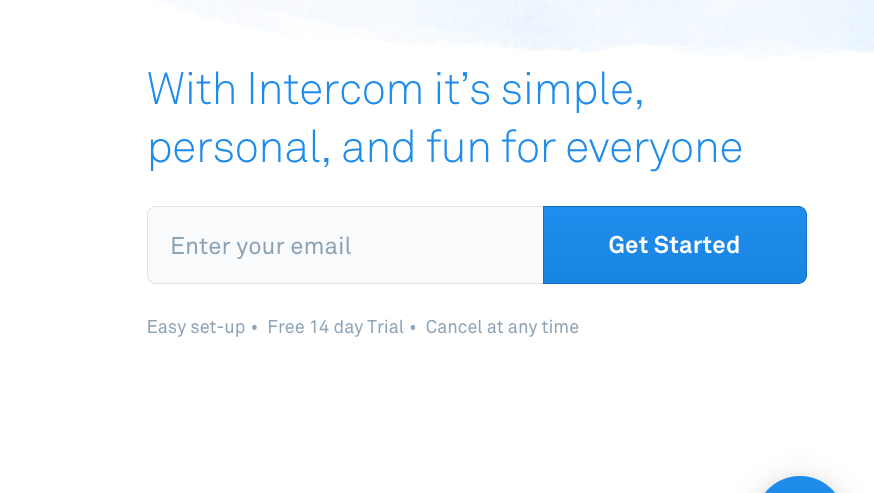 With Intercom it’s simple,
personal, and fun for everyone
Enter your email
Get Started
Easy set-up • Free 14 day Trial • Cancel at any time